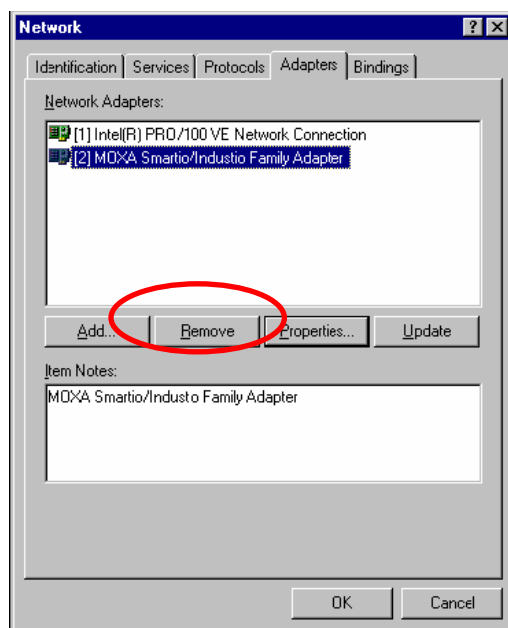 Network
Identification Services Protocols Adapters Bindings
Network Adapters:
[1] Intel(R) PRO/100 VE Network Connection
[2] MOXA Smartio/Industio Family Adapter
Add... Remove Properties... Update
Item Notes:
MOXA Smartio/Industo Family Adapter
OK Cancel